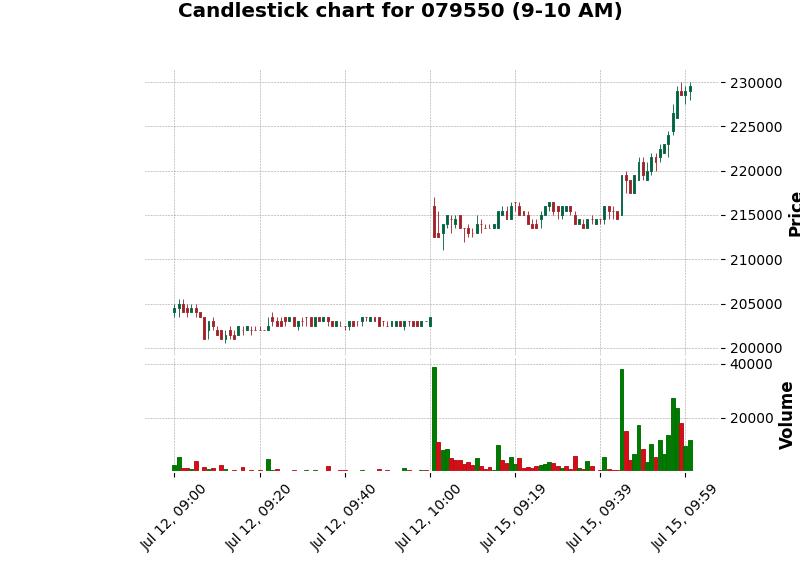 Candlestick chart for 079550 (9-10 AM)
230000
225000
220000
215000
210000
205000
200000
Price
40000
20000
Volume
Jul 12, 09:00
Jul 12, 09:20
Jul 12, 09:40
Jul 12, 10:00
Jul 15, 09:19
Jul 15, 09:39
Jul 15, 09:59